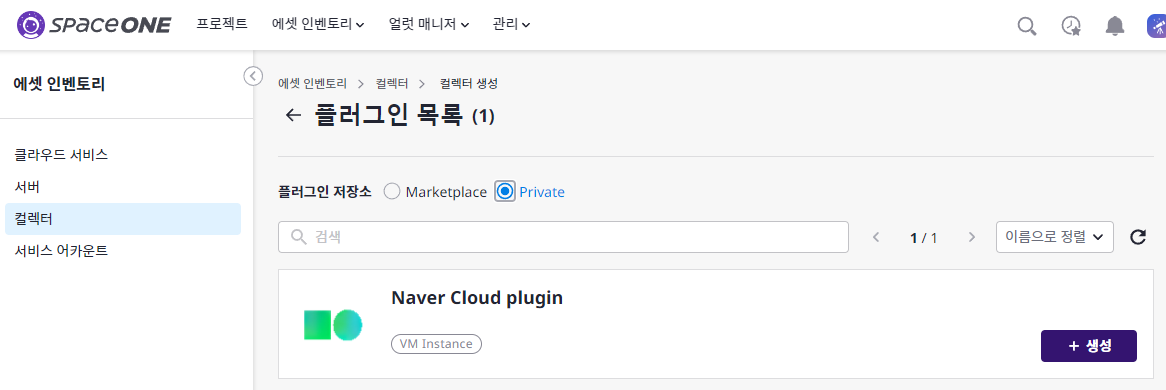 spaceONE 프로젝트 에셋 인벤토리 얼럿 매니저 관리
에셋 인벤토리
클라우드 서비스
서버
컬렉터
서비스 어카운트
에셋 인벤토리 > 컬렉터 > 컬렉터 생성
← 플러그인 목록 (1)
플러그인 저장소 Marketplace Private
검색 < 1 / 1 > 이름으로 정렬
Naver Cloud plugin
VM Instance
+ 생성